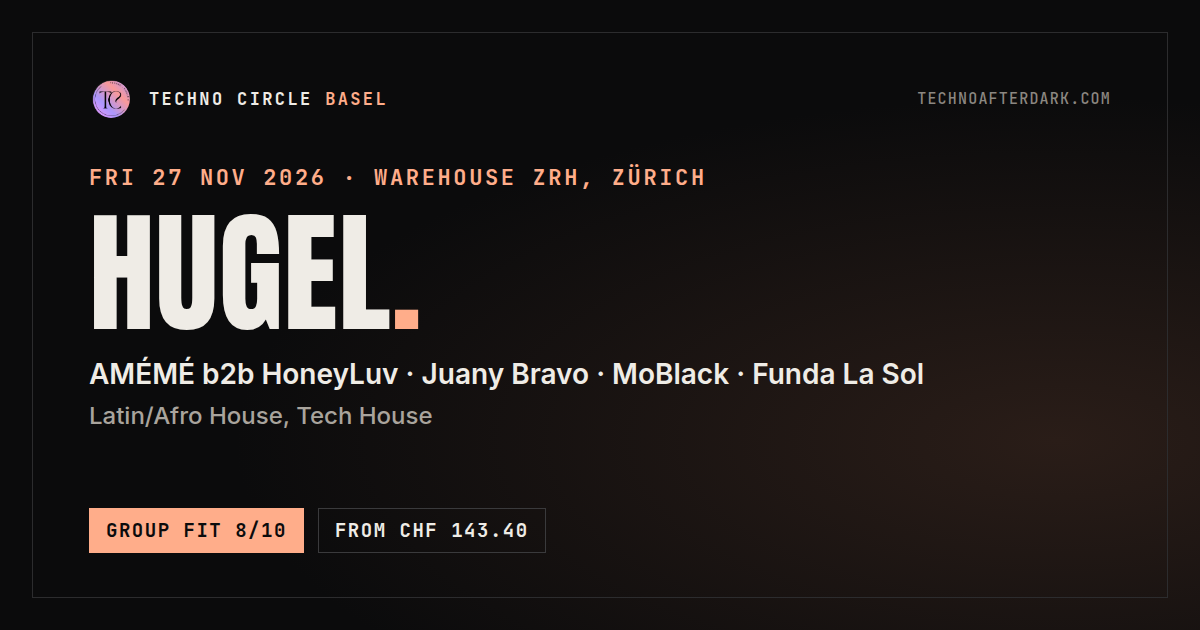 TC
TECHNO CIRCLE BASEL
TECHNOAFTERDARK.COM
FRI 27 NOV 2026 · WAREHOUSE ZRH, ZÜRICH
HUGEL.
AMÉMÉ b2b HoneyLuv · Juany Bravo · MoBlack · Funda La Sol
Latin/Afro House, Tech House
GROUP FIT 8/10
FROM CHF 143.40